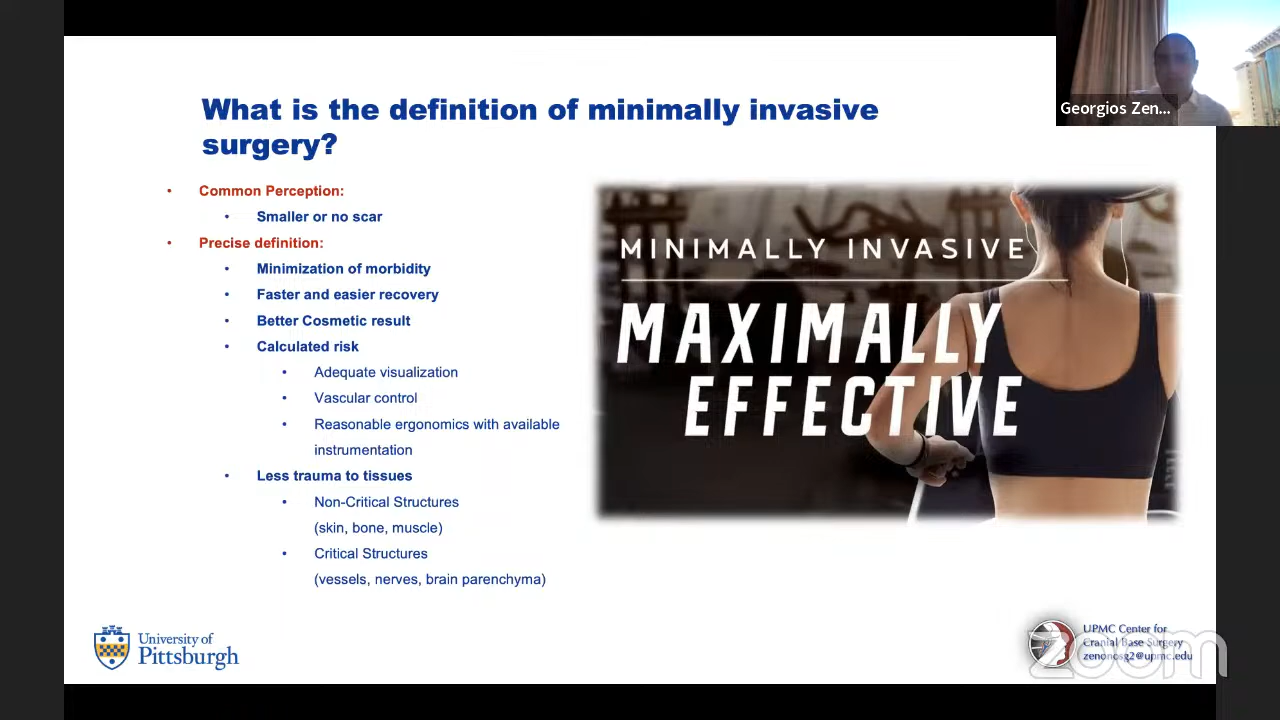 Georgios Zen...
What is the definition of minimally invasive
surgery?
• Common Perception:
• Smaller or no scar
• Precise definition:
• Minimization of morbidity
• Faster and easier recovery
• Better Cosmetic result
• Calculated risk
• Adequate visualization
• Vascular control
• Reasonable ergonomics with available
instrumentation
• Less trauma to tissues
• Non-Critical Structures
(skin, bone, muscle)
• Critical Structures
(vessels, nerves, brain parenchyma)
MINIMALLY INVASIVE
MAXIMALLY
EFFECTIVE
University of
Pittsburgh
UPMC Center for
Cranial Base Surgery
zenonosg2@upmc.edu
zoom